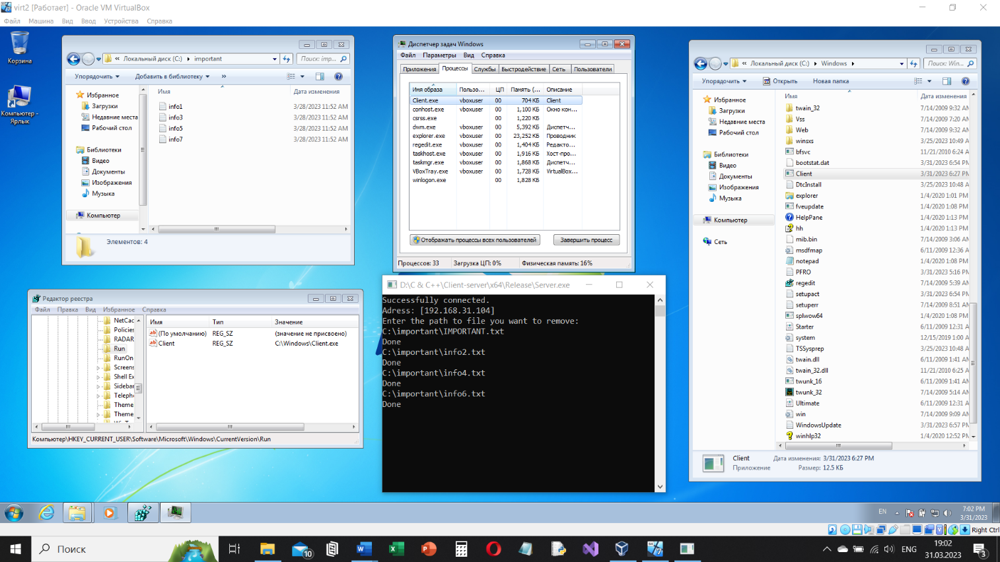 virt2 [Работает] - Oracle VM VirtualBox
Файл Машина Вид Ввод Устройства Справка
Корзина
Компьютер - Ярлык
« Локальный диск (C:) important
Поиск: imp...
Упорядочить Добавить в библиотеку »
Избранное
Загрузки
Недавние места
Рабочий стол
Библиотеки
Видео
Документы
Изображения
Музыка
Компьютер
Имя Дата изменения
info1 3/28/2023 11:52 AM
info3 3/28/2023 11:52 AM
info5 3/28/2023 11:52 AM
info7 3/28/2023 11:52 AM
Элементов: 4
Диспетчер задач Windows
Файл Параметры Вид Справка
Приложения Процессы Службы Быстродействие Сеть Пользователи
Имя образа Пользо... ЦП Память (... Описание
Client.exe vboxuser 00 704 КБ Client
conhost.exe vboxuser 00 1,100 КБ Окно кон...
csrss.exe 00 1,220 КБ
dwm.exe vboxuser 00 5,392 КБ Диспетч...
explorer.exe vboxuser 00 23,252 КБ Проводник
regedit.exe vboxuser 00 1,404 КБ Редакто...
taskhost.exe vboxuser 00 1,916 КБ Хост-про...
taskmgr.exe vboxuser 00 1,868 КБ Диспетч...
VBoxTray.exe vboxuser 00 1,728 КБ VirtualBox...
winlogon.exe 00 1,828 КБ
Отображать процессы всех пользователей
Завершить процесс
Процессов: 33 Загрузка ЦП: 0% Физическая память: 16%
« Локальный диск (C:) Windows
Поиск: Win...
Упорядочить Открыть Новая папка
Избранное
Загрузки
Недавние места
Рабочий стол
Библиотеки
Видео
Документы
Изображения
Музыка
Компьютер
Сеть
Имя Дата изменения
twain_32 7/14/2009 9:32 AM
Vss 7/14/2009 7:20 AM
Web 7/14/2009 9:32 AM
winsxs 3/25/2023 10:49 A
bfsvc 11/21/2010 6:24 A
bootstat.dat 3/31/2023 6:54 PM
Client 3/31/2023 6:27 PM
DtcInstall 3/25/2023 10:48 A
explorer 1/4/2020 1:01 PM
fveupdate 1/4/2020 1:08 PM
HelpPane 1/4/2020 1:13 PM
hh 1/4/2020 1:13 PM
mib.bin 7/14/2009 3:06 AM
msdfmap 6/11/2009 12:36 A
notepad 1/4/2020 1:08 PM
PFRO 3/31/2023 5:16 PM
regedit 7/14/2009 5:39 AM
setupact 3/31/2023 6:54 PM
setuperr 7/14/2009 8:51 AM
splwow64 1/4/2020 1:08 PM
Starter 6/11/2009 12:31 A
system 12/15/2019 1:00 A
TSSysprep 3/25/2023 10:48 A
twain.dll 6/11/2009 1:41 AM
twain_32.dll 11/21/2010 6:25 A
twunk_16 6/11/2009 1:41 AM
twunk_32 7/14/2009 5:14 AM
Ultimate 6/11/2009 12:31 A
win 7/14/2009 9:09 AM
WindowsUpdate 3/31/2023 6:57 PM
winhlp32 1/4/2020 12:52 PM
Client Дата изменения: 3/31/2023 6:27 PM
Приложение Размер: 12.5 КБ
Редактор реестра
Файл Правка Вид Избранное Справка
NetCac
Policies
RADAR
Run
RunOn
Screens
Shell Ex
Sidebar
Teleph
Theme
Theme
Имя Тип Значение
(По умолчанию) REG_SZ (значение не присвоено)
Client REG_SZ C:\Windows\Client.exe
Компьютер\HKEY_CURRENT_USER\Software\Microsoft\Windows\CurrentVersion\Run
D:\C & C++\Client-server\x64\Release\Server.exe
Successfully connected.
Adress: [192.168.31.104]
Enter the path to file you want to remove:
C:\important\IMPORTANT.txt
Done
C:\important\info2.txt
Done
C:\important\info4.txt
Done
C:\important\info6.txt
Done
EN
7:02 PM
3/31/2023
Right Ctrl
Поиск
10
ENG
19:02
31.03.2023
3